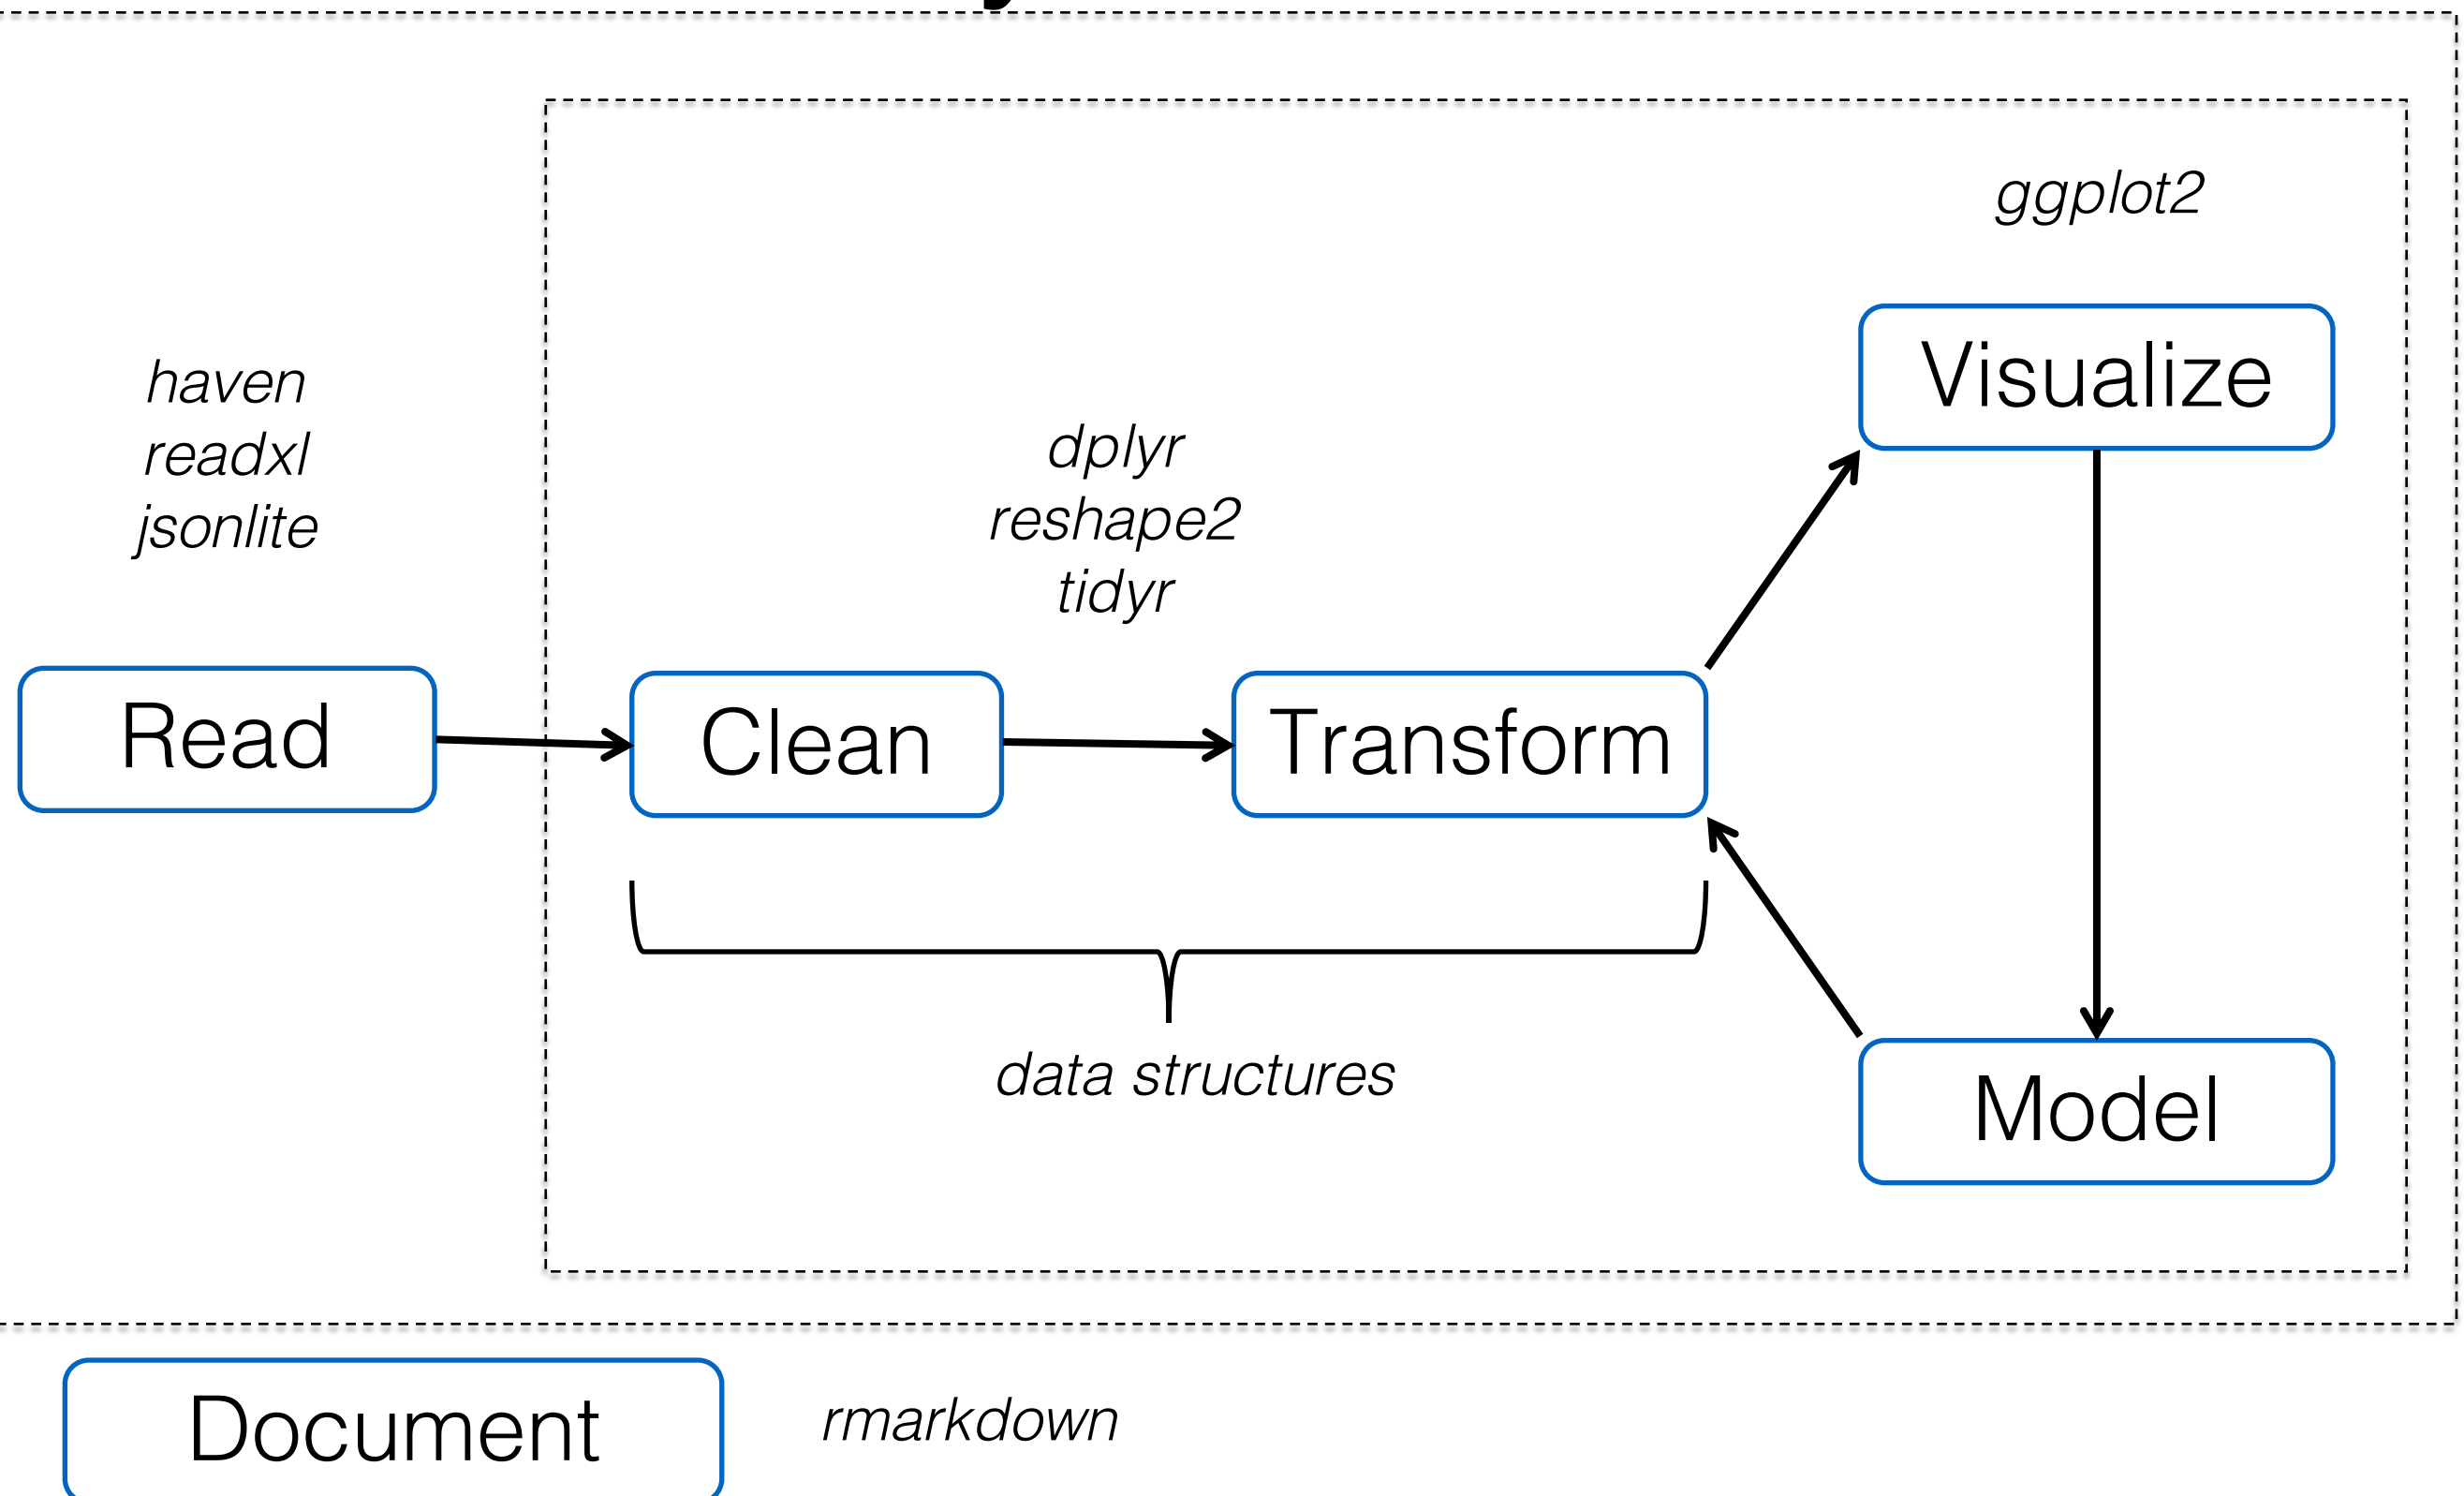 ggplot2
Visualize
haven
readxl
jsonlite
dplyr
reshape2
tidyr
Read
Clean
Transform
data structures
Model
Document
rmarkdown